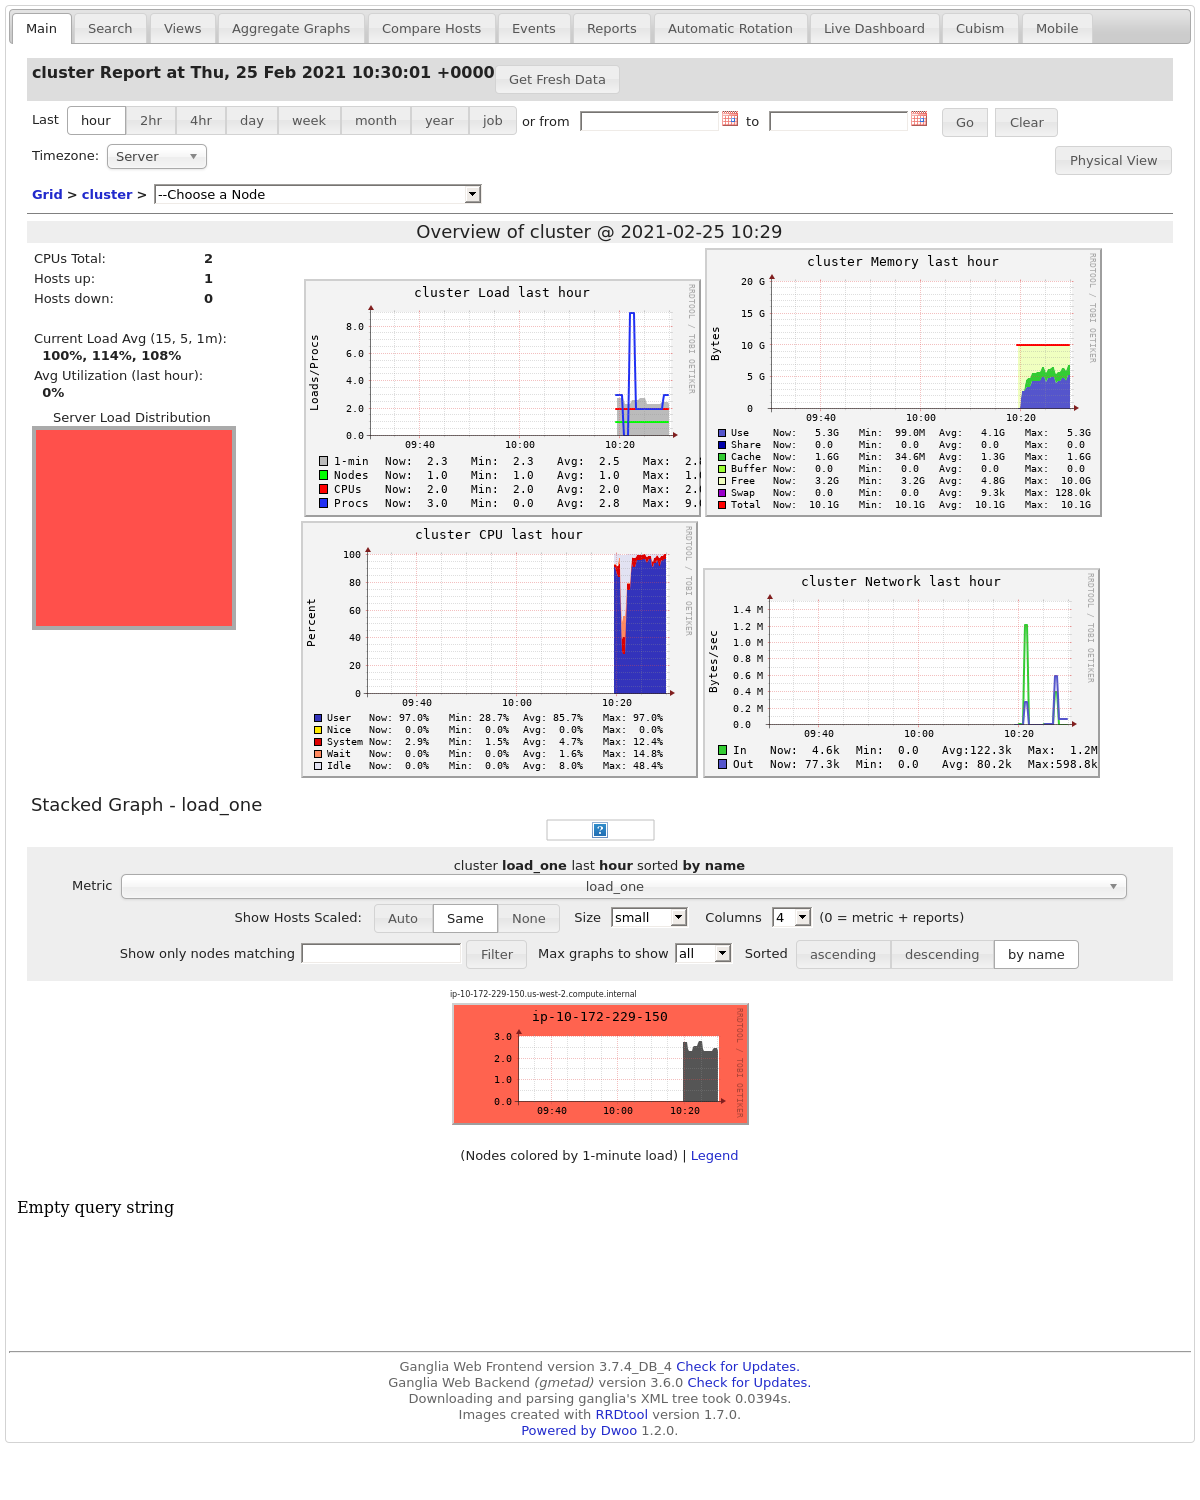 Main Search Views Aggregate Graphs Compare Hosts Events Reports Automatic Rotation Live Dashboard Cubism Mobile
cluster Report at Thu, 25 Feb 2021 10:30:01 +0000 Get Fresh Data
Last hour 2hr 4hr day week month year job or from to Go Clear
Timezone: Server
Physical View
Grid > cluster > --Choose a Node
Overview of cluster @ 2021-02-25 10:29
CPUs Total: 2
Hosts up: 1
Hosts down: 0
Current Load Avg (15, 5, 1m):
100%, 114%, 108%
Avg Utilization (last hour):
0%
Server Load Distribution
cluster Load last hour
RRDTOOL / TOBI OETIKER
Loads/Procs
8.0
6.0
4.0
2.0
0.0
09:40 10:00 10:20
1-min Now: 2.3 Min: 2.3 Avg: 2.5 Max: 2.8
Nodes Now: 1.0 Min: 1.0 Avg: 1.0 Max: 1.
CPUs Now: 2.0 Min: 2.0 Avg: 2.0 Max: 2.
Procs Now: 3.0 Min: 0.0 Avg: 2.8 Max: 9.
cluster Memory last hour
RRDTOOL / TOBI OETIKER
Bytes
20 G
15 G
10 G
5 G
0
09:40 10:00 10:20
Use Now: 5.3G Min: 99.0M Avg: 4.1G Max: 5.3G
Share Now: 0.0 Min: 0.0 Avg: 0.0 Max: 0.0
Cache Now: 1.6G Min: 34.6M Avg: 1.3G Max: 1.6G
Buffer Now: 0.0 Min: 0.0 Avg: 0.0 Max: 0.0
Free Now: 3.2G Min: 3.2G Avg: 4.8G Max: 10.0G
Swap Now: 0.0 Min: 0.0 Avg: 9.3k Max: 128.0k
Total Now: 10.1G Min: 10.1G Avg: 10.1G Max: 10.1G
cluster CPU last hour
RRDTOOL / TOBI OETIKER
Percent
100
80
60
40
20
0
09:40 10:00 10:20
User Now: 97.0% Min: 28.7% Avg: 85.7% Max: 97.0%
Nice Now: 0.0% Min: 0.0% Avg: 0.0% Max: 0.0%
System Now: 2.9% Min: 1.5% Avg: 4.7% Max: 12.4%
Wait Now: 0.0% Min: 0.0% Avg: 1.6% Max: 14.8%
Idle Now: 0.0% Min: 0.0% Avg: 8.0% Max: 48.4%
cluster Network last hour
RRDTOOL / TOBI OETIKER
Bytes/sec
1.4 M
1.2 M
1.0 M
0.8 M
0.6 M
0.4 M
0.2 M
0.0
09:40 10:00 10:20
In Now: 4.6k Min: 0.0 Avg:122.3k Max: 1.2M
Out Now: 77.3k Min: 0.0 Avg: 80.2k Max:598.8k
Stacked Graph - load_one
?
cluster load_one last hour sorted by name
Metric load_one
Show Hosts Scaled: Auto Same None Size small Columns 4 (0 = metric + reports)
Show only nodes matching Filter Max graphs to show all Sorted ascending descending by name
ip-10-172-229-150.us-west-2.compute.internal
ip-10-172-229-150
RRDTOOL / TOBI OETIKER
3.0
2.0
1.0
0.0
09:40 10:00 10:20
(Nodes colored by 1-minute load) | Legend
Empty query string
Ganglia Web Frontend version 3.7.4_DB_4 Check for Updates.
Ganglia Web Backend (gmetad) version 3.6.0 Check for Updates.
Downloading and parsing ganglia's XML tree took 0.0394s.
Images created with RRDtool version 1.7.0.
Powered by Dwoo 1.2.0.